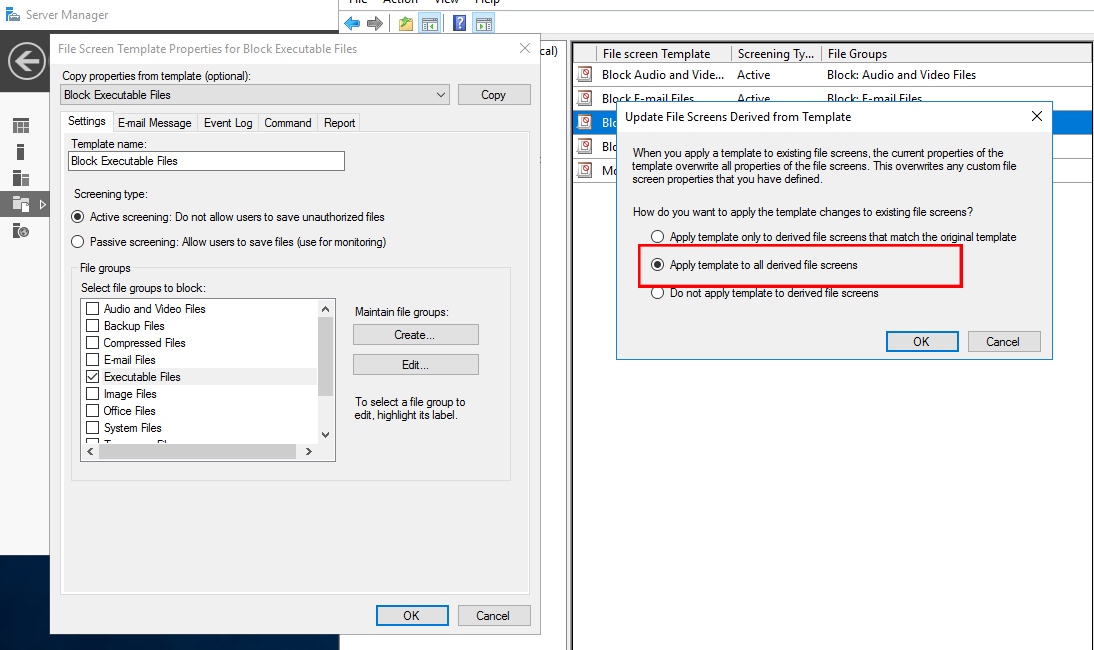 Server Manager
File Action View Help
File Screen Template Properties for Block Executable Files
Copy properties from template (optional):
Block Executable Files
Copy
Settings
E-mail Message
Event Log
Command
Report
Template name:
Block Executable Files
Screening type:
Active screening: Do not allow users to save unauthorized files
Passive screening: Allow users to save files (use for monitoring)
File groups
Select file groups to block:
Audio and Video Files
Backup Files
Compressed Files
E-mail Files
Executable Files
Image Files
Office Files
System Files
Maintain file groups:
Create...
Edit...
To select a file group to
edit, highlight its label.
OK
Cancel
cal)
File screen Template
Screening Ty...
File Groups
Block Audio and Vide...
Active
Block: Audio and Video Files
Block E-mail Files
Active
Block: E-mail Files
Blo
Blo
Mo
Update File Screens Derived from Template
When you apply a template to existing file screens, the current properties of the
template overwrite all properties of the file screens. This overwrites any custom file
screen properties that you have defined.
How do you want to apply the template changes to existing file screens?
Apply template only to derived file screens that match the original template
Apply template to all derived file screens
Do not apply template to derived file screens
OK
Cancel